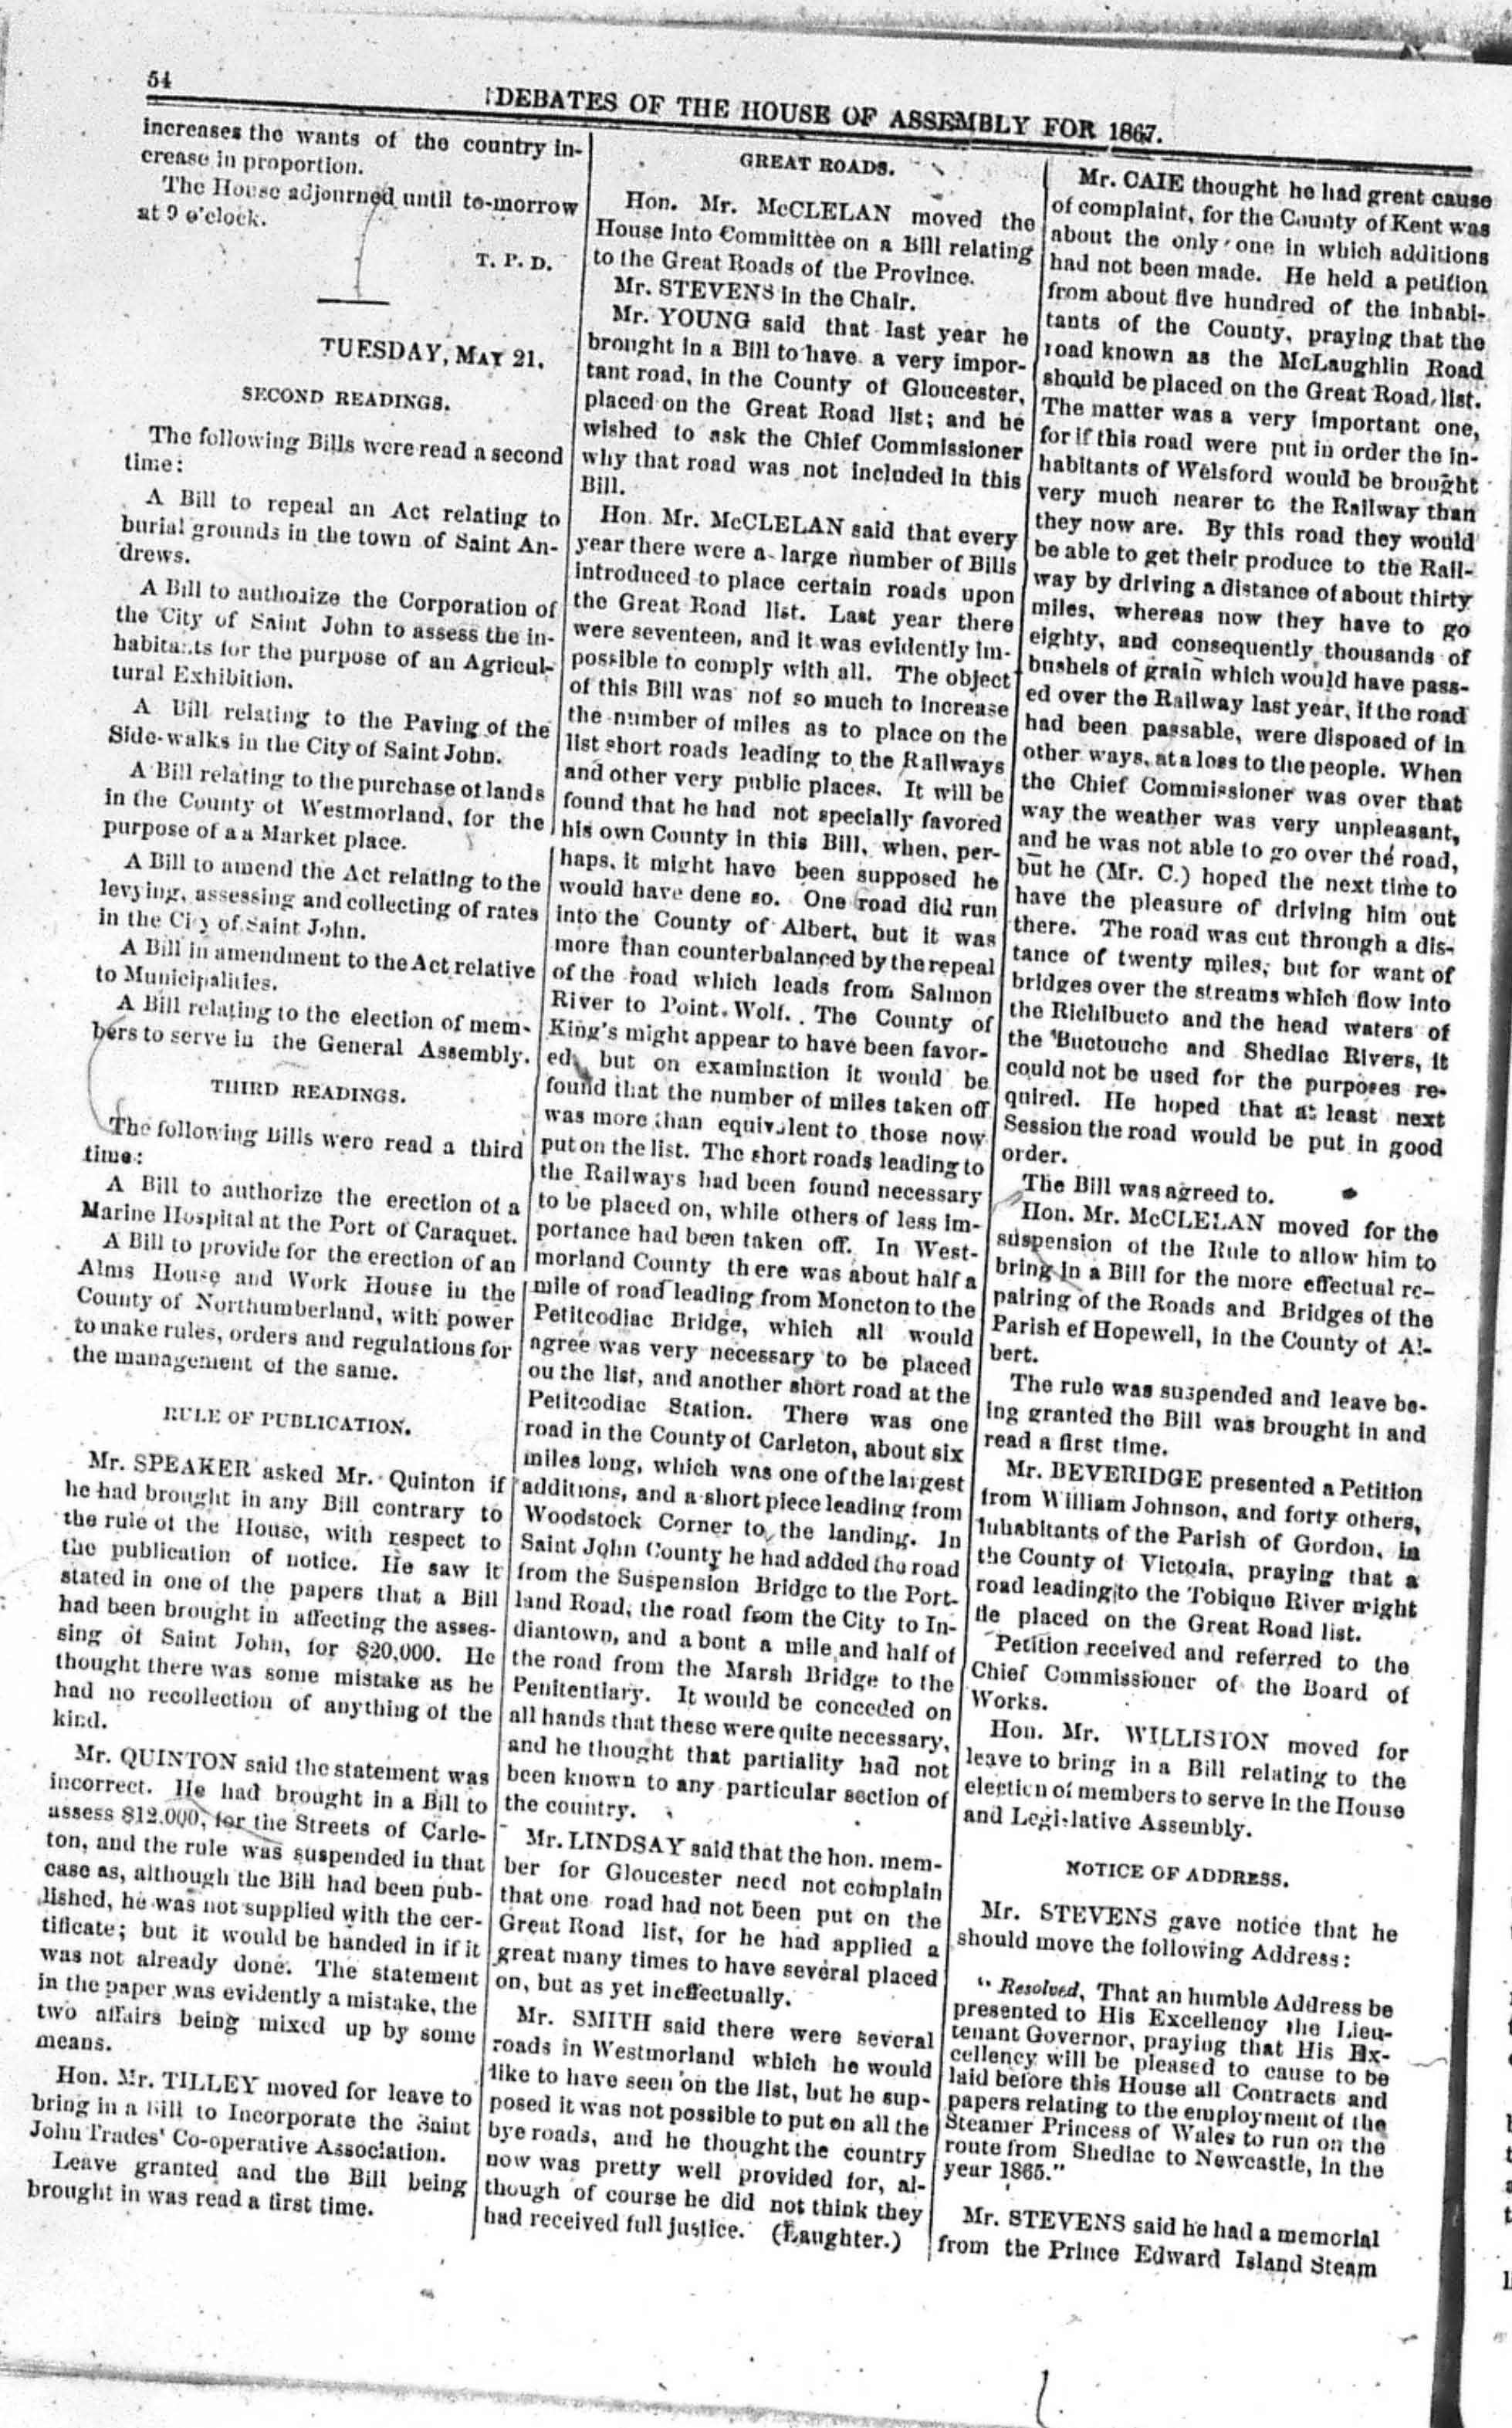 54
DEBATES OF THE HOUSE OF ASSEMBLY FOR 1867.
increases the wants of the country in-
crease in proportion.
The House adjourned until to-morrow
at 9 o'clock.
T. P. D.
TUESDAY, MAY 21.
SECOND READINGS.
The following Bills were read a second
time:
A Bill to repeal an Act relating to
burial grounds in the town of Saint An-
drews.
A Bill to authorize the Corporation of
the City of Saint John to assess the in-
habitants for the purpose of an Agricul-
tural Exhibition.
A Bill relating to the Paving of the
Side-walks in the City of Saint John.
A Bill relating to the purchase of lands
in the County of Westmorland, for the
purpose of a a Market place.
A Bill to amend the Act relating to the
levying, assessing and collecting of rates
in the City of Saint John.
A Bill in amendment to the Act relative
to Municipalities.
A Bill relating to the election of mem-
bers to serve in the General Assembly.
THIRD READINGS.
The following Bills were read a third
time:
A Bill to authorize the erection of a
Marine Hospital at the Port of Caraquet.
A Bill to provide for the erection of an
Alms House and Work House in the
County of Northumberland, with power
to make rules, orders and regulations for
the management of the same.
RULE OF PUBLICATION.
Mr. SPEAKER asked Mr. Quinton if
he had brought in any Bill contrary to
the rule of the House, with respect to
the publication of notice. He saw it
stated in one of the papers that a Bill
had been brought in affecting the asses-
sing of Saint John, for $20,000. He
thought there was some mistake as he
had no recollection of anything of the
kind.
Mr. QUINTON said the statement was
incorrect. He had brought in a Bill to
assess $12.000, for the Streets of Carle-
ton, and the rule was suspended in that
case as, although the Bill had been pub-
lished, he was not supplied with the cer-
tificate; but it would be handed in if it
was not already done. The statement
in the paper was evidently a mistake, the
two affairs being mixed up by some
means.
Hon. Mr. TILLEY moved for leave to
bring in a Bill to Incorporate the Saint
John Trades' Co-operative Association.
Leave granted and the Bill being
brought in was read a first time.
GREAT ROADS.
Hon. Mr. McCLELAN moved the
House into Committee on a Bill relating
to the Great Roads of the Province.
Mr. STEVENS in the Chair.
Mr. YOUNG said that last year he
brought in a Bill to have a very impor-
tant road, in the County of Gloucester,
placed on the Great Road list; and he
wished to ask the Chief Commissioner
why that road was not included in this
Bill.
Hon. Mr. McCLELAN said that every
year there were a large number of Bills
introduced to place certain roads upon
the Great Road list. Last year there
were seventeen, and it was evidently im-
possible to comply with all. The object
of this Bill was not so much to increase
the number of miles as to place on the
list short roads leading to the Railways
and other very public places. It will be
found that he had not specially favored
his own County in this Bill, when, per-
haps, it might have been supposed he
would have dene so. One road did run
into the County of Albert, but it was
more than counterbalanced by the repeal
of the road which leads from Salmon
River to Point Wolf. The County of
King's might appear to have been favor-
ed, but on examination it would be
found that the number of miles taken off
was more than equivalent to those now
put on the list. The short roads leading to
the Railways had been found necessary
to be placed on, while others of less im-
portance had been taken off. In West-
morland County there was about half a
mile of road leading from Moncton to the
Petitcodiac Bridge, which all would
agree was very necessary to be placed
ou the list, and another short road at the
Petitcodiac Station. There was one
road in the County of Carleton, about six
miles long, which was one of the largest
additions, and a short piece leading from
Woodstock Corner to the landing. In
Saint John County he had added the road
from the Suspension Bridge to the Port-
land Road, the road from the City to In-
diantown, and about a mile and half of
the road from the Marsh Bridge to the
Penitentiary. It would be conceded on
all hands that these were quite necessary,
and he thought that partiality had not
been known to any particular section of
the country.
Mr. LINDSAY said that the hon. mem-
ber for Gloucester need not complain
that one road had not been put on the
Great Road list, for he had applied a
great many times to have several placed
on, but as yet ineffectually.
Mr. SMITH said there were several
roads in Westmorland which he would
like to have seen on the list, but he sup-
posed it was not possible to put on all the
bye roads, and he thought the country
now was pretty well provided for, al-
though of course he did not think they
had received full justice. (Laughter.)
Mr. CAIE thought he had great cause
of complaint, for the County of Kent was
about the only one in which additions
had not been made. He held a petition
from about five hundred of the inhabi-
tants of the County, praying that the
road known as the McLaughlin Road
should be placed on the Great Road list.
The matter was a very important one,
for if this road were put in order the in-
habitants of Welsford would be brought
very much nearer to the Railway than
they now are. By this road they would
be able to get their produce to the Rail-
way by driving a distance of about thirty
miles, whereas now they have to go
eighty, and consequently thousands of
bushels of grain which would have pass-
ed over the Railway last year, if the road
had been passable, were disposed of in
other ways, at a loss to the people. When
the Chief Commissioner was over that
way the weather was very unpleasant,
and he was not able to go over the road,
but he (Mr. C.) hoped the next time to
have the pleasure of driving him out
there. The road was cut through a dis-
tance of twenty miles; but for want of
bridges over the streams which flow into
the Richibucto and the head waters of
the Buctouche and Shediac Rivers, it
could not be used for the purposes re-
quired. He hoped that at least next
Session the road would be put in good
order.
The Bill was agreed to.
Hon. Mr. McCLELAN moved for the
suspension of the Rule to allow him to
bring in a Bill for the more effectual re-
pairing of the Roads and Bridges of the
Parish ef Hopewell, in the County of Al-
bert.
The rule was suspended and leave be-
ing granted the Bill was brought in and
read a first time.
Mr. BEVERIDGE presented a Petition
from William Johnson, and forty others,
Inhabitants of the Parish of Gordon, in
the County of Victoria, praying that a
road leading to the Tobique River might
be placed on the Great Road list.
Petition received and referred to the
Chief Commissioner of the Board of
Works.
Hon. Mr. WILLISTON moved for
leave to bring in a Bill relating to the
election of members to serve in the House
and Legislative Assembly.
NOTICE OF ADDRESS.
Mr. STEVENS gave notice that he
should move the following Address:
"Resolved, That an humble Address be
presented to His Excellency the Lieu-
tenant Governor, praying that His Ex-
cellency will be pleased to cause to be
laid before this House all Contracts and
papers relating to the employment of the
Steamer Princess of Wales to run on the
route from Shediac to Newcastle, in the
year 1865."
Mr. STEVENS said he had a memorial
from the Prince Edward Island Steam